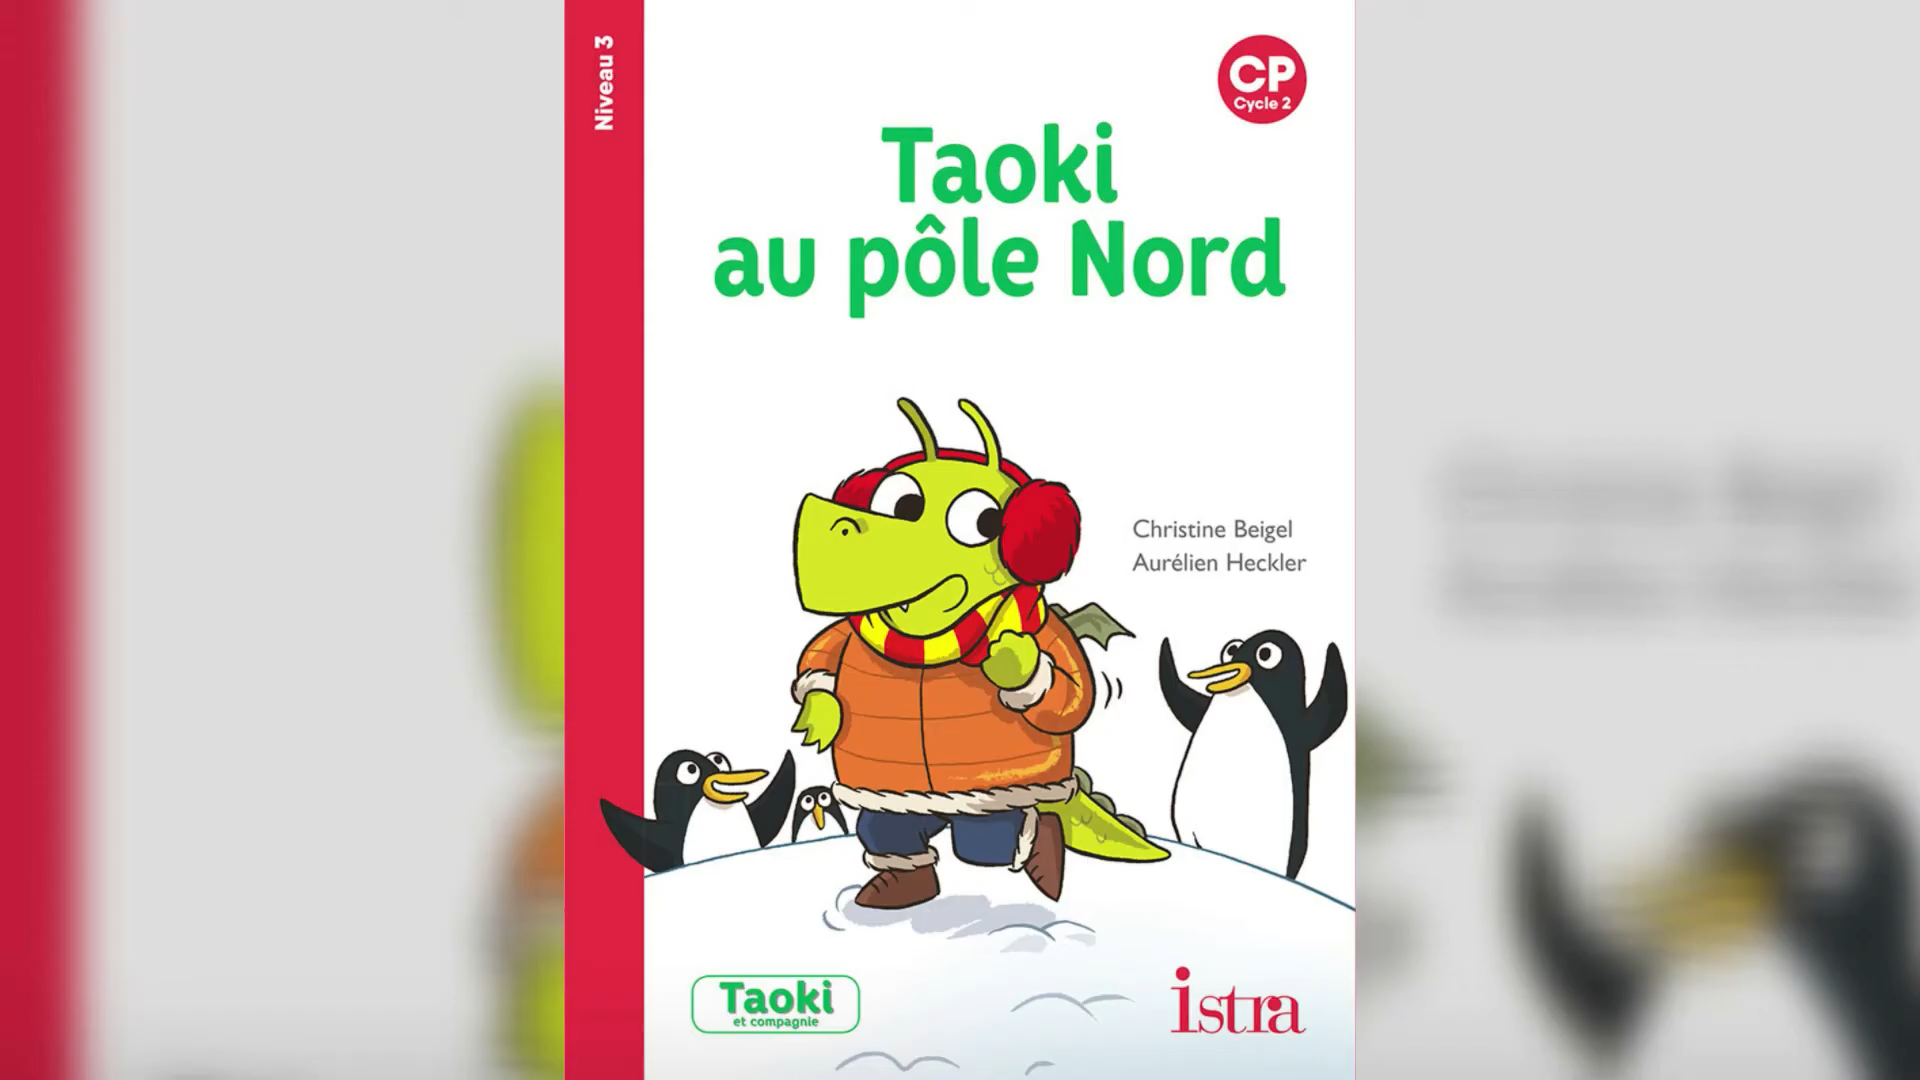 Niveau 3
CP
Cycle 2
Taoki
au pôle Nord
Christine Beigel
Aurélien Heckler
Taoki
et compagnie
istra